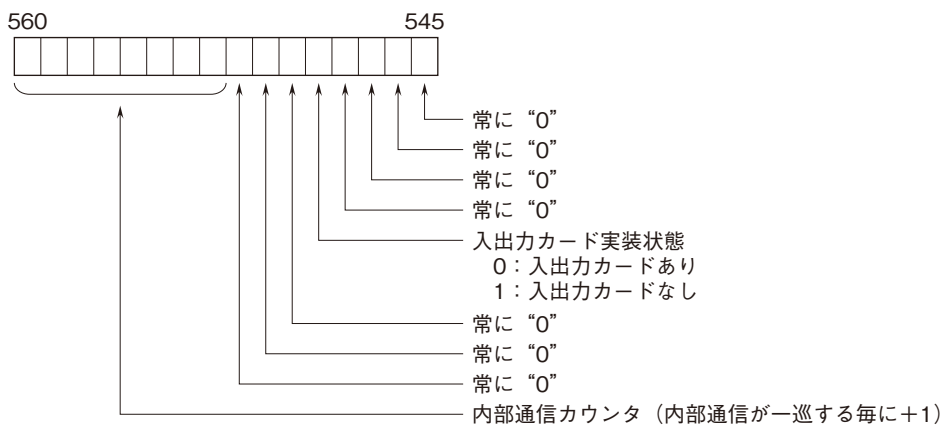 560 545
常に“0”
常に“0”
常に“0”
常に“0”
入出力カード実装状態
0：入出力カードあり
1：入出力カードなし
常に“0”
常に“0”
常に“0”
内部通信カウンタ（内部通信が一巡する毎に＋1）